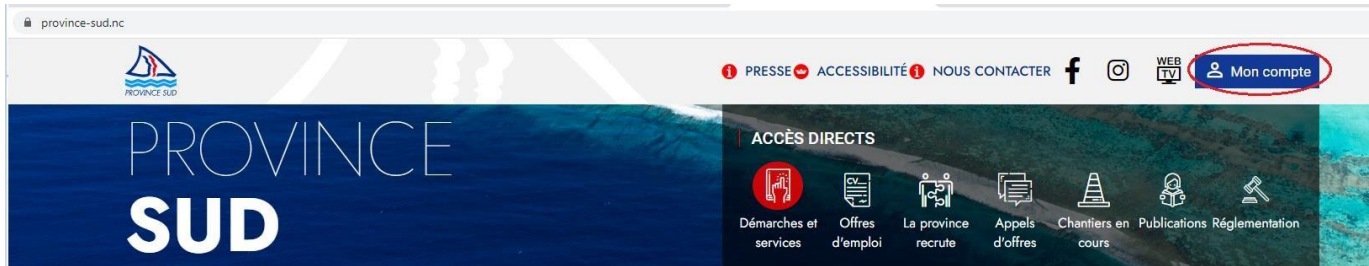 province-sud.nc
PROVINCE SUD
PRESSE ACCESSIBILITÉ NOUS CONTACTER WEB TV Mon compte
PROVINCE
SUD
ACCÈS DIRECTS
Démarches et services
Offres d'emploi
La province recrute
CV
Appels d'offres
Chantiers en cours
Publications
Réglementation